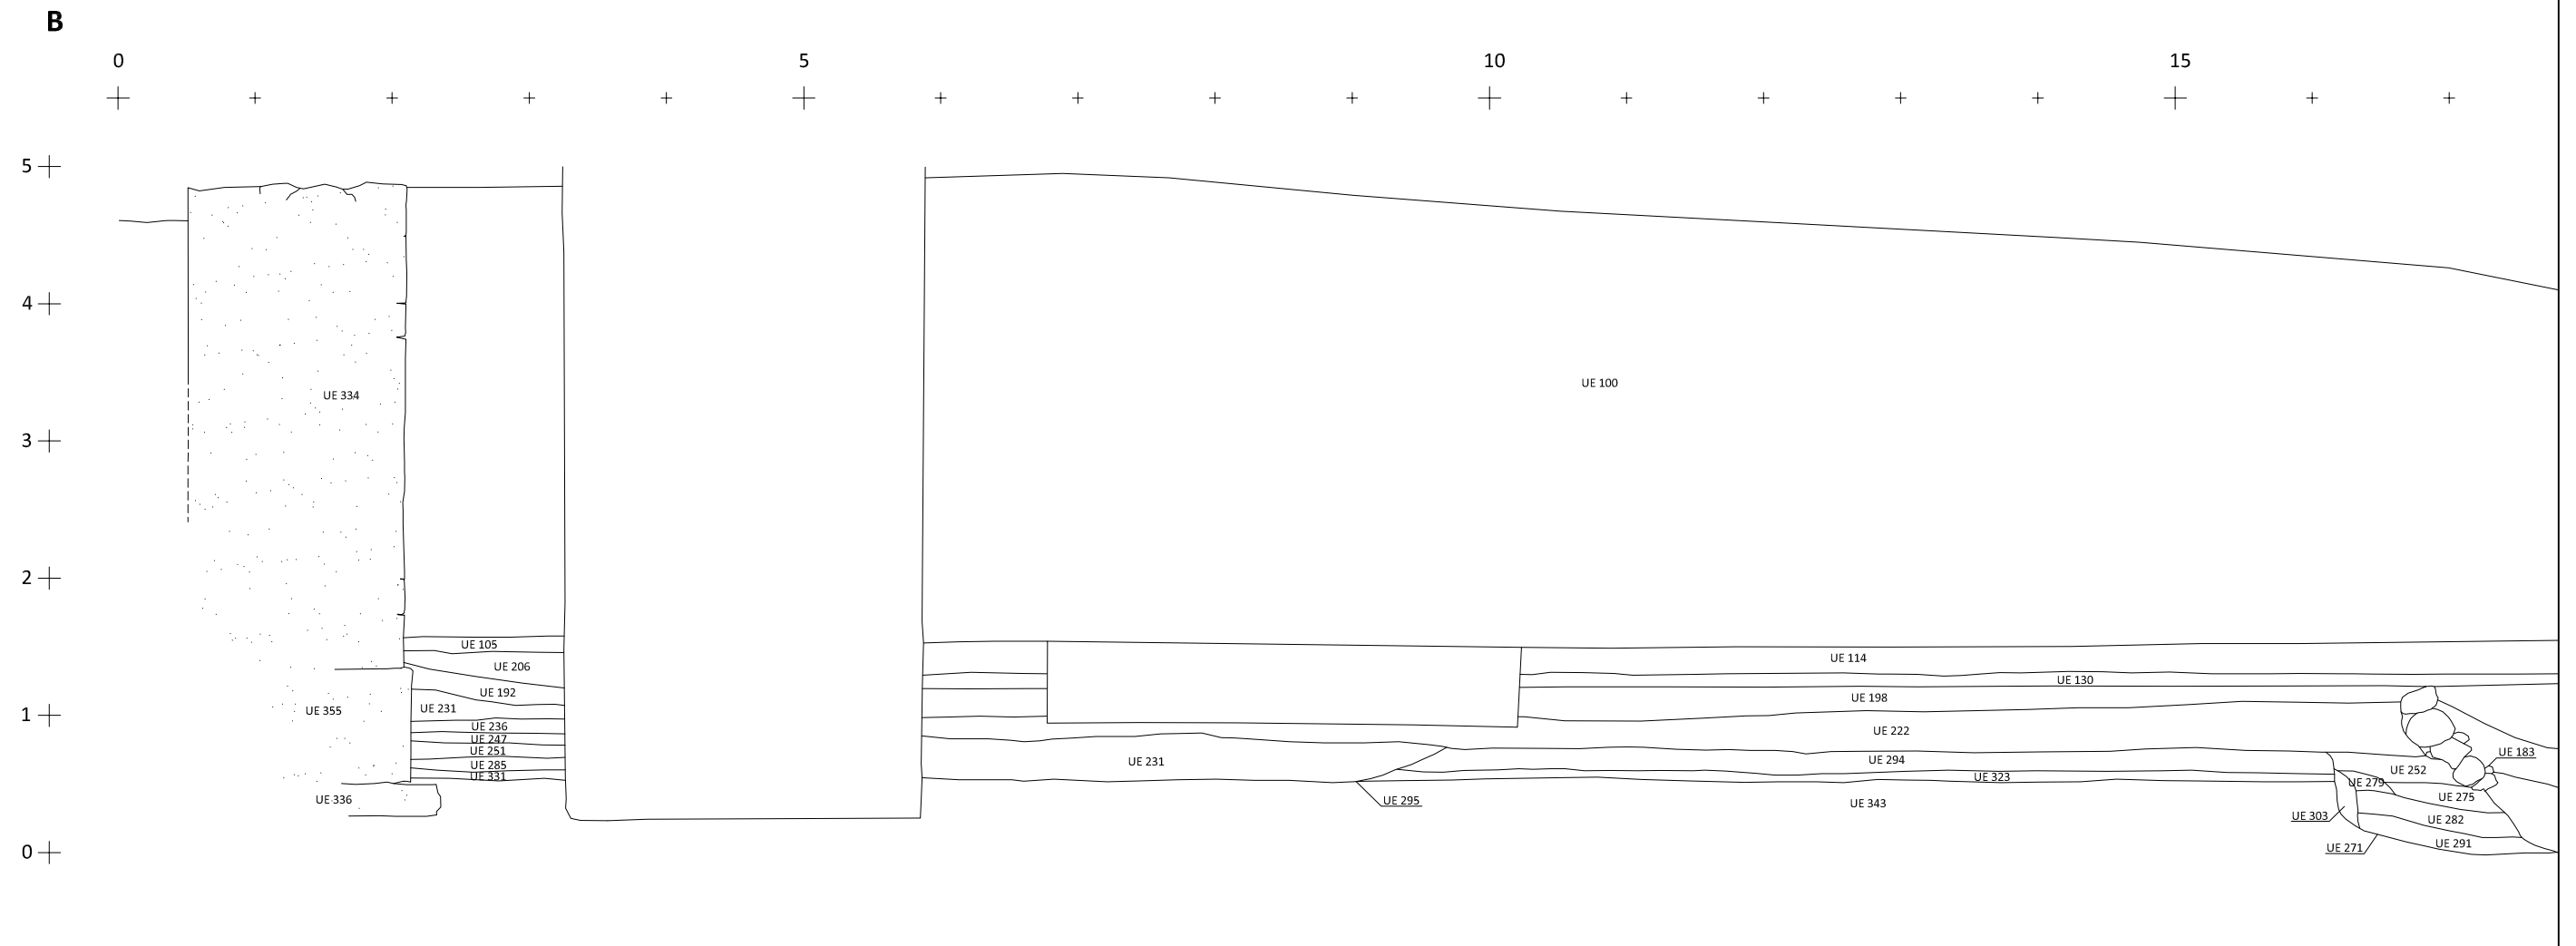 B
0 5 10 15
5
4
3
2
1
0
UE 334
UE 100
UE 105
UE 206
UE 192
UE 231
UE 236
UE 247
UE 251
UE 285
UE 331
UE 355
UE 336
UE 231
UE 295
UE 114
UE 130
UE 198
UE 222
UE 294
UE 323
UE 343
UE 183
UE 252
UE 279
UE 275
UE 303
UE 282
UE 271
UE 291